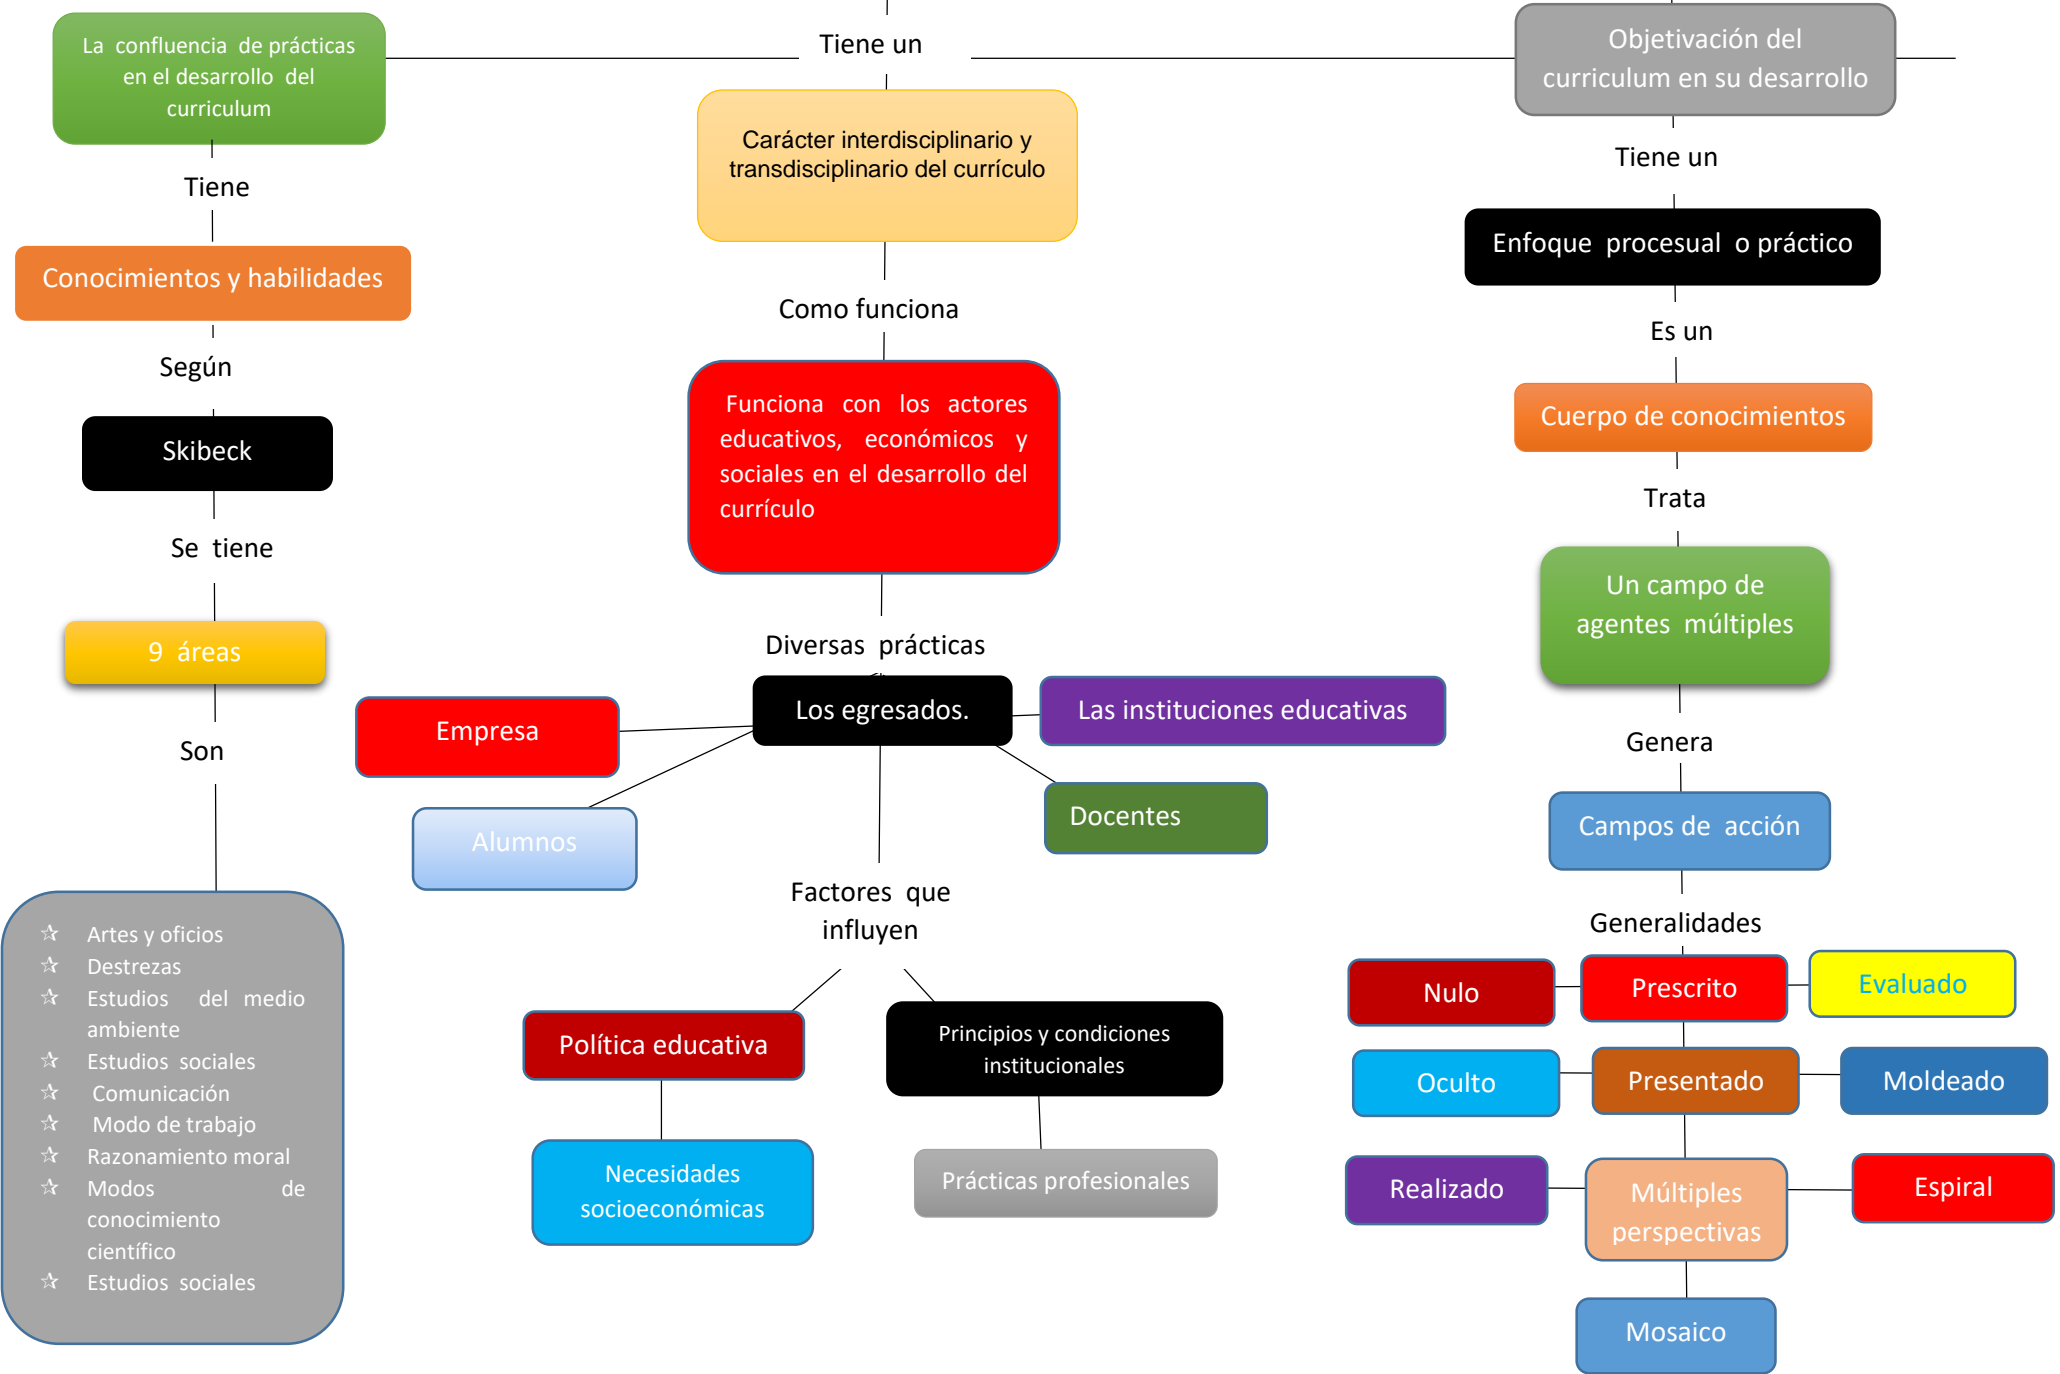 La confluencia de prácticas
en el desarrollo del
curriculum
Tiene
Conocimientos y habilidades
Según
Skibeck
Se tiene
9 áreas
Son
☆ Artes y oficios
☆ Destrezas
☆ Estudios del medio
ambiente
☆ Estudios sociales
☆ Comunicación
☆ Modo de trabajo
☆ Razonamiento moral
☆ Modos de
conocimiento
científico
☆ Estudios sociales
Tiene un
Carácter interdisciplinario y
transdisciplinario del currículo
Como funciona
Funciona con los actores
educativos, económicos y
sociales en el desarrollo del
currículo
Diversas prácticas
Los egresados.
Empresa
Las instituciones educativas
Alumnos
Docentes
Factores que
influyen
Política educativa
Principios y condiciones
institucionales
Necesidades
socioeconómicas
Prácticas profesionales
Objetivación del
curriculum en su desarrollo
Tiene un
Enfoque procesual o práctico
Es un
Cuerpo de conocimientos
Trata
Un campo de
agentes múltiples
Genera
Campos de acción
Generalidades
Nulo
Prescrito
Evaluado
Oculto
Presentado
Moldeado
Realizado
Múltiples
perspectivas
Espiral
Mosaico